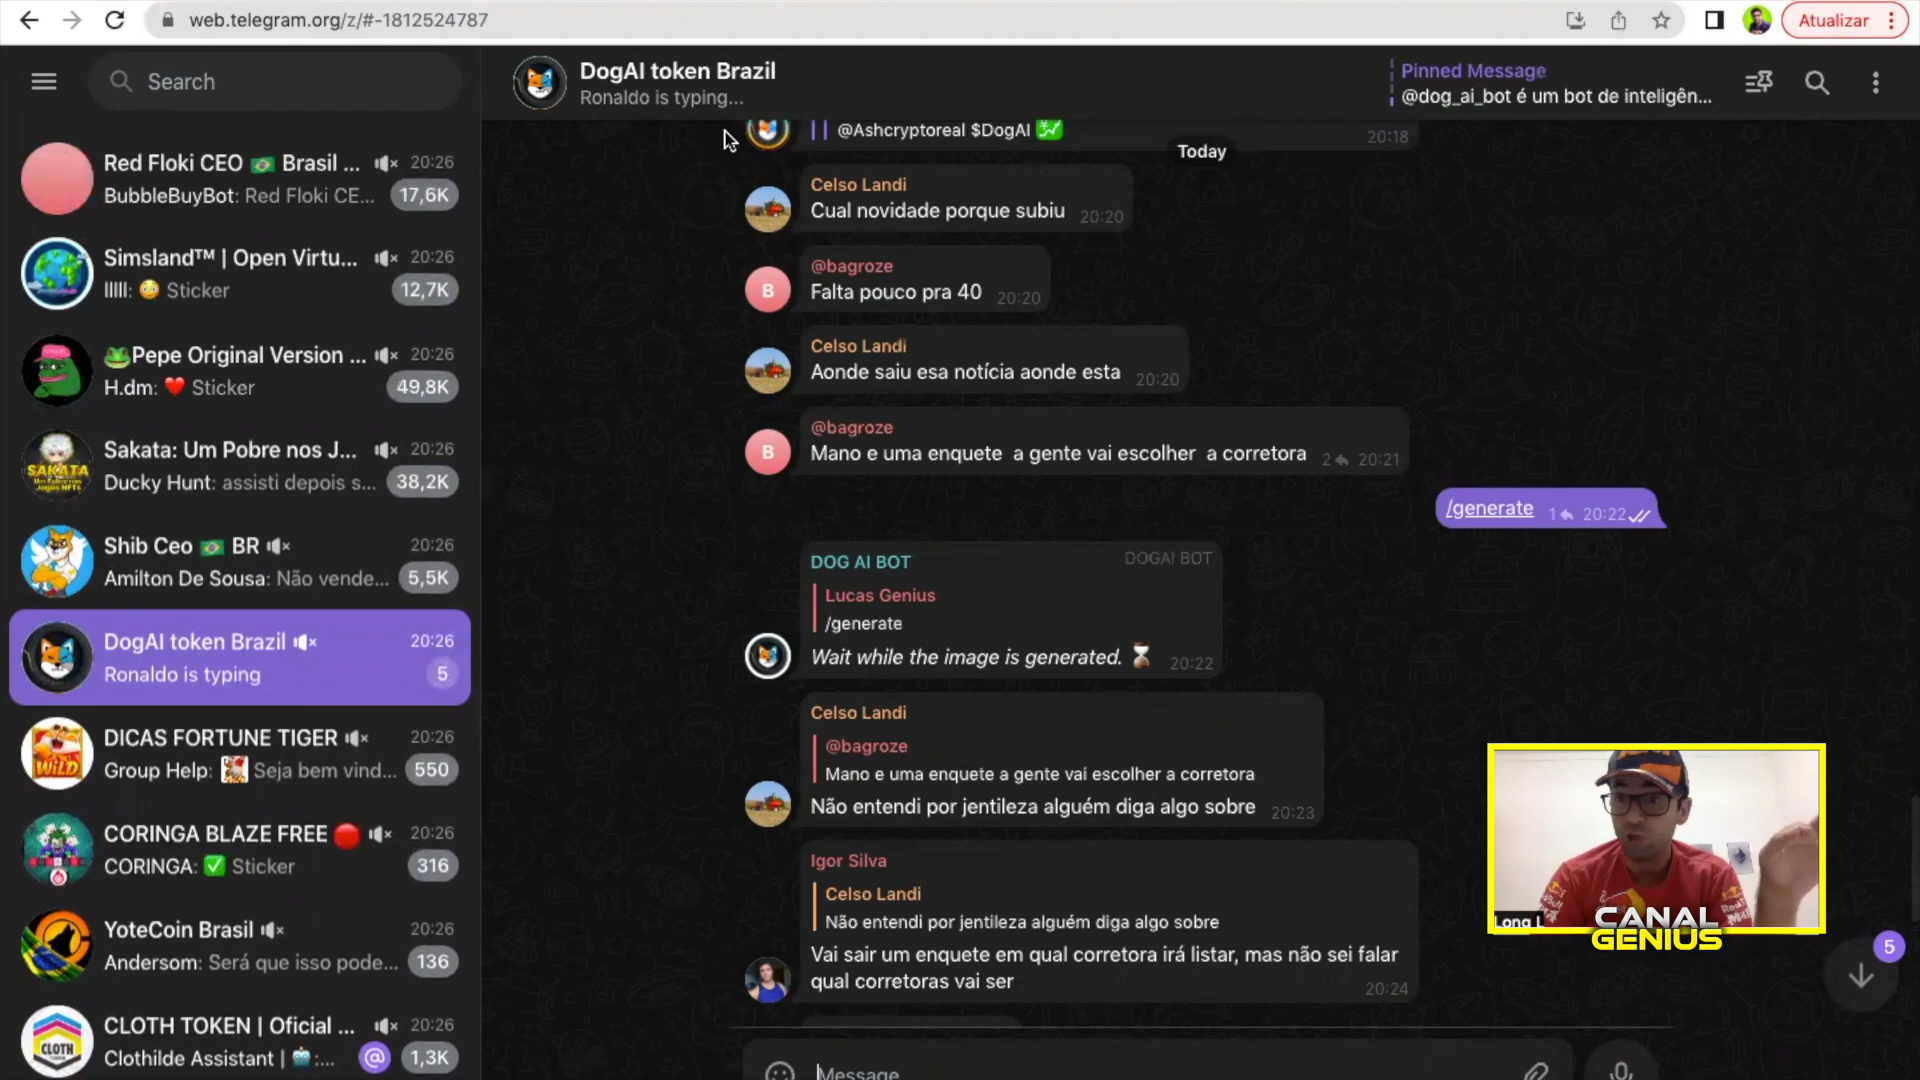 web.telegram.org/z/#-1812524787
Atualizar
Search
Red Floki CEO 🇧🇷 Brasil ... 20:26
BubbleBuyBot: Red Floki CE... 17,6K
Simsland™ | Open Virtu... 20:26
IIIII: 😳 Sticker 12,7K
🐸Pepe Original Version ... 20:26
H.dm: ❤️ Sticker 49,8K
Sakata: Um Pobre nos J... 20:26
Ducky Hunt: assisti depois s... 38,2K
SAKATA
Shib Ceo 🇧🇷 BR 20:26
Amilton De Sousa: Não vende... 5,5K
DogAI token Brazil 20:26
Ronaldo is typing 5
DICAS FORTUNE TIGER 20:26
Group Help: Seja bem vind... 550
WILD
CORINGA BLAZE FREE 🔴 20:26
CORINGA: ✅ Sticker 316
YoteCoin Brasil 20:26
Andersom: Será que isso pode... 136
CLOTH TOKEN | Oficial ... 20:26
Clothilde Assistant | 🤖:... @ 1,3K
CLOTH
DogAI token Brazil
Ronaldo is typing...
Pinned Message
@dog_ai_bot é um bot de inteligên...
@Ashcryptoreal $DogAI 💹 20:18
Today
Celso Landi
Cual novidade porque subiu 20:20
@bagroze
B
Falta pouco pra 40 20:20
Celso Landi
Aonde saiu esa notícia aonde esta 20:20
@bagroze
B
Mano e uma enquete a gente vai escolher a corretora 2 20:21
/generate 1 20:22
DOG AI BOT DOGAI BOT
Lucas Genius
/generate
Wait while the image is generated. ⏳ 20:22
Celso Landi
@bagroze
Mano e uma enquete a gente vai escolher a corretora
Não entendi por jentileza alguém diga algo sobre 20:23
Igor Silva
Celso Landi
Não entendi por jentileza alguém diga algo sobre
Vai sair um enquete em qual corretora irá listar, mas não sei falar
qual corretoras vai ser 20:24
Message
Long
CANAL
GENIUS
5